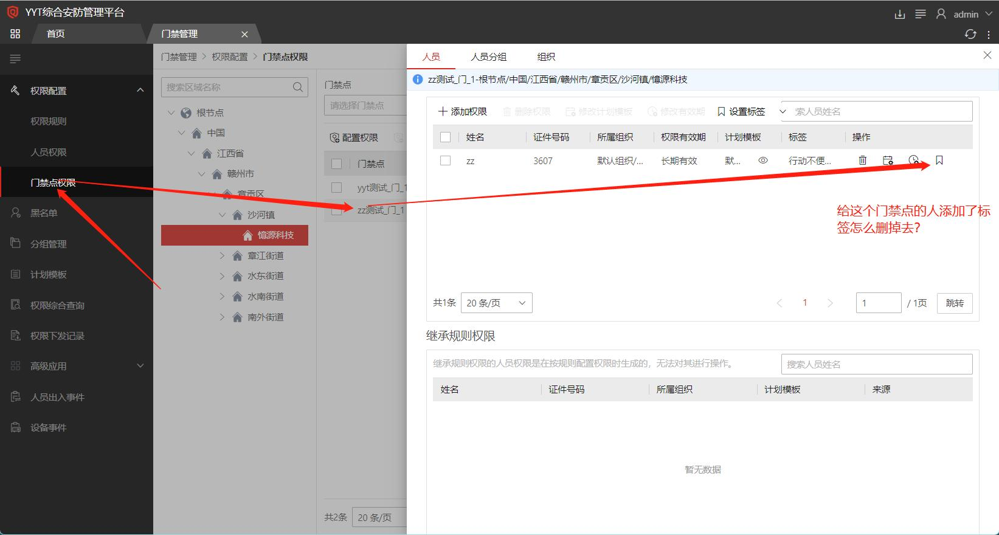 YYT综合安防管理平台
admin
首页
门禁管理
门禁管理 > 权限配置 > 门禁点权限
人员
人员分组
组织
zz测试_门_1-根节点/中国/江西省/赣州市/章贡区/沙河镇/憶源科技
权限配置
权限规则
人员权限
门禁点权限
黑名单
分组管理
计划模板
权限综合查询
权限下发记录
高级应用
人员出入事件
设备事件
搜索区域名称
根节点
中国
江西省
赣州市
章贡区
沙河镇
憶源科技
章江街道
水东街道
水南街道
南外街道
门禁点
请选择门禁点
配置权限
门禁点
yyt测试_门_1
zz测试_门_1
共2条
20 条/页
添加权限
删除权限
修改计划模板
修改有效期
设置标签
索人员姓名
姓名
证件号码
所属组织
权限有效期
计划模板
标签
操作
zz
3607
默认组织/...
长期有效
默...
行动不便...
给这个门禁点的人添加了标
签怎么删掉去?
共1条
20 条/页
1
1
/ 1页
跳转
继承规则权限
继承规则权限的人员权限是在按规则配置权限时生成的，无法对其进行操作。
搜索人员姓名
姓名
证件号码
所属组织
计划模板
来源
暂无数据